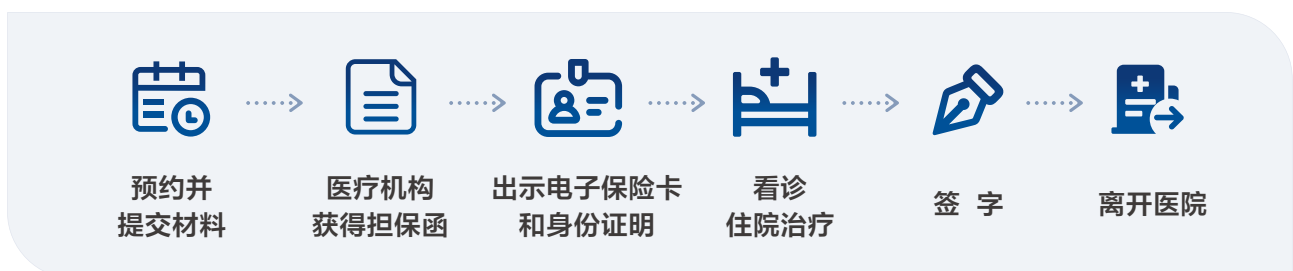 预约并
提交材料
医疗机构
获得担保函
出示电子保险卡
和身份证明
看诊
住院治疗
签 字
离开医院